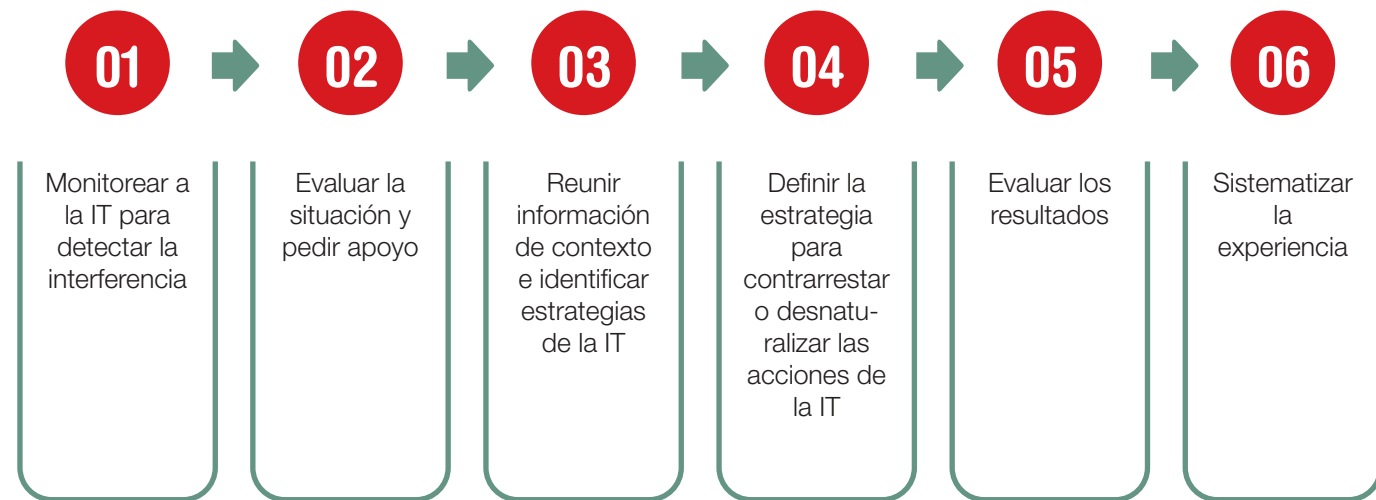 01
02
03
04
05
06
Monitorear a
la IT para
detectar la
interferencia
Evaluar la
situación y
pedir apoyo
Reunir
información
de contexto
e identificar
estrategias
de la IT
Definir la
estrategia
para
contrarrestar
o desnatu-
ralizar las
acciones de
la IT
Evaluar los
resultados
Sistematizar
la
experiencia